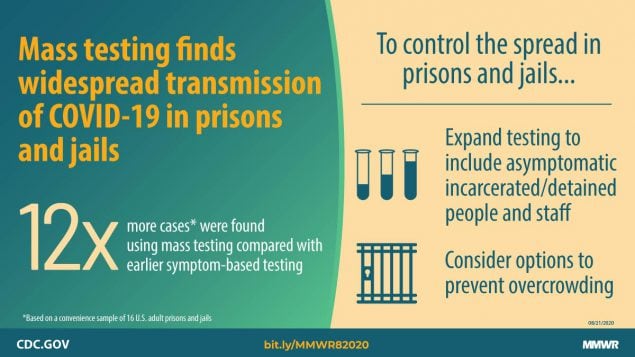 Mass testing finds
widespread transmission
of COVID-19 in prisons
and jails
12x
more cases* were found
using mass testing compared with
earlier symptom-based testing
*Based on a convenience sample of 16 U.S. adult prisons and jails
To control the spread in
prisons and jails...
Expand testing to
include asymptomatic
incarcerated/detained
people and staff
Consider options to
prevent overcrowding
08/21/2020
CDC.GOV
bit.ly/MMWR82020
MMWR